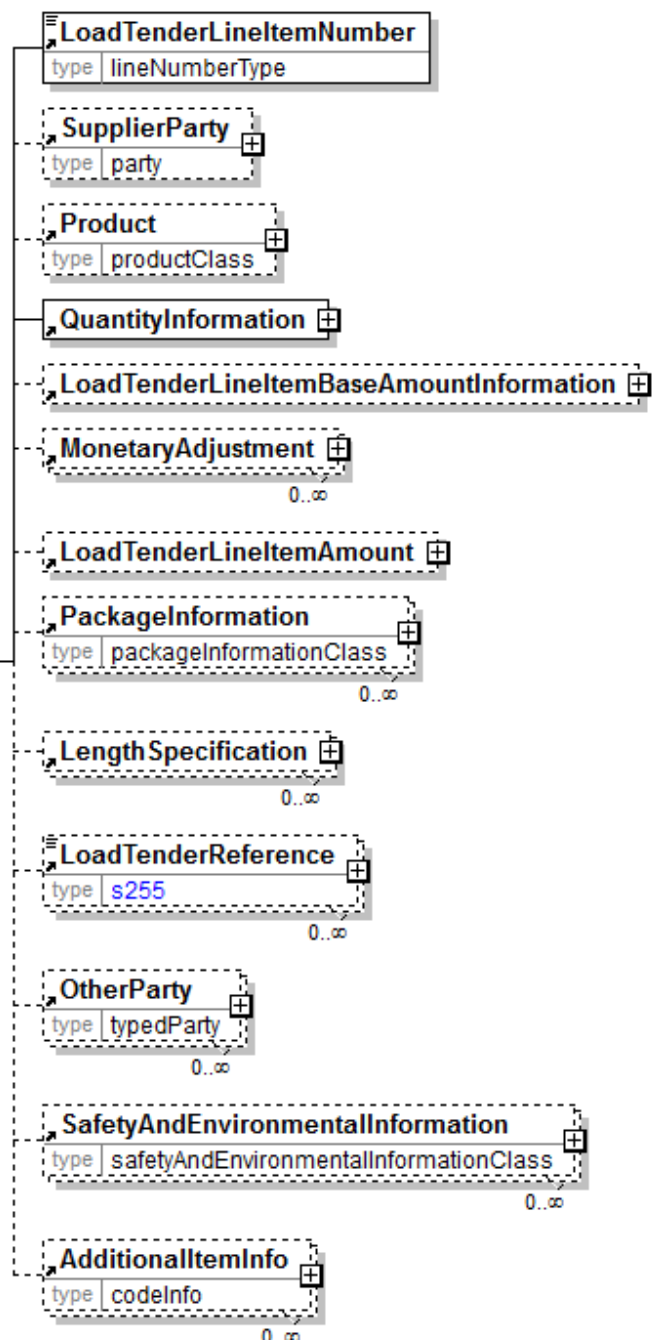 LoadTenderLineItemNumber
type lineNumberType
SupplierParty
type party
Product
type productClass
QuantityInformation
LoadTenderLineItemBaseAmountInformation
MonetaryAdjustment
0..∞
LoadTenderLineItemAmount
PackageInformation
type packageInformationClass
0..∞
LengthSpecification
0..∞
LoadTenderReference
type s255
0..∞
OtherParty
type typedParty
0..∞
SafetyAndEnvironmentalInformation
type safetyAndEnvironmentalInformationClass
0..∞
AdditionalItemInfo
type codeInfo
0..∞